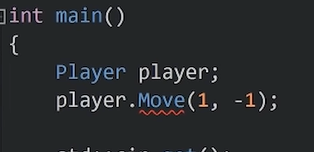 int main()
{
Player player;
player.Move(1, -1);